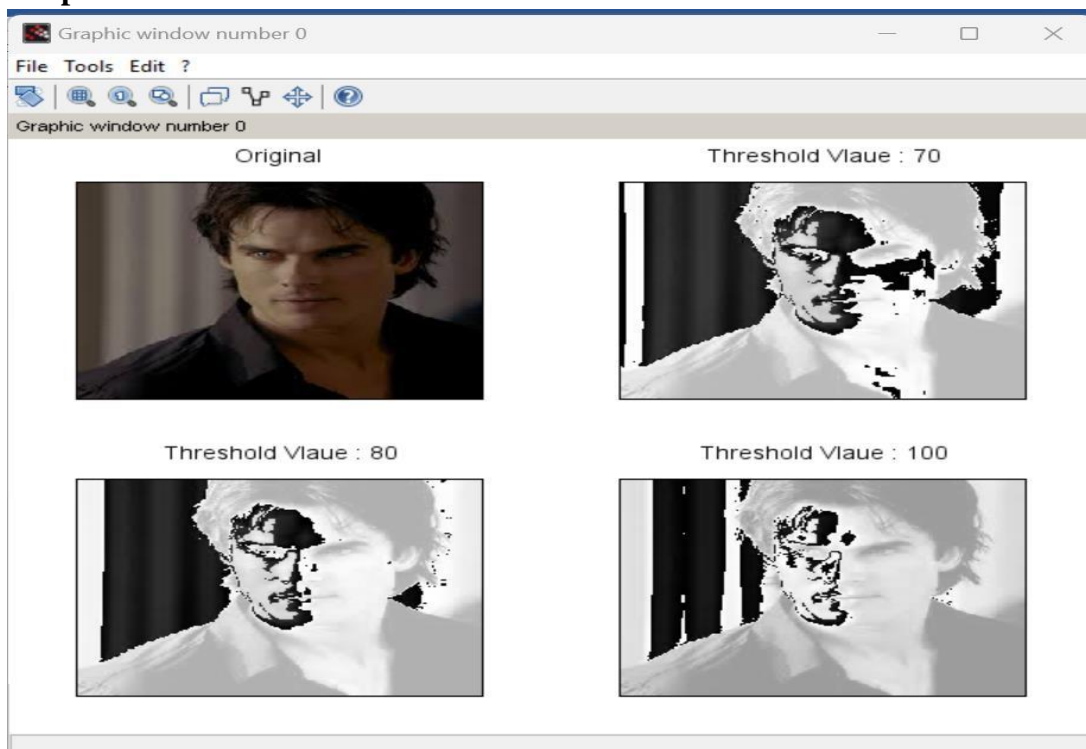 Graphic window number 0
File Tools Edit ?
Graphic window number 0
Original
Threshold Vlaue : 70
Threshold Vlaue : 80
Threshold Vlaue : 100